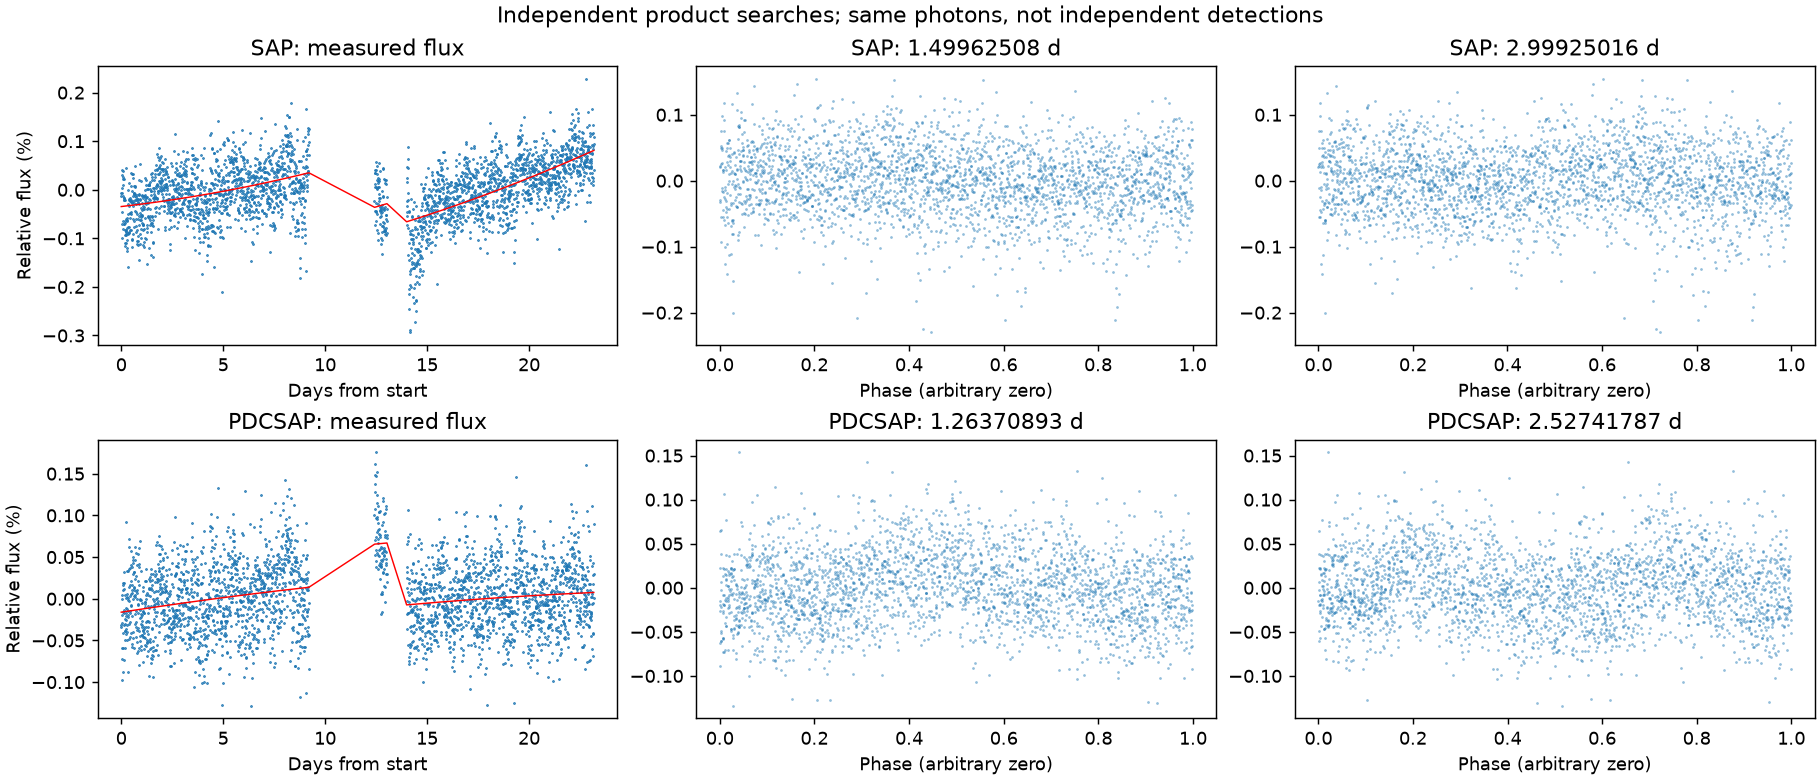 Independent product searches; same photons, not independent detections
SAP: measured flux
SAP: 1.49962508 d
SAP: 2.99925016 d
Relative flux (%)
0.2
0.1
0.0
−0.1
−0.2
−0.3
0 5 10 15 20
Days from start
0.1
0.0
−0.1
−0.2
0.0 0.2 0.4 0.6 0.8 1.0
Phase (arbitrary zero)
0.1
0.0
−0.1
−0.2
0.0 0.2 0.4 0.6 0.8 1.0
Phase (arbitrary zero)
PDCSAP: measured flux
PDCSAP: 1.26370893 d
PDCSAP: 2.52741787 d
Relative flux (%)
0.15
0.10
0.05
0.00
−0.05
−0.10
0 5 10 15 20
Days from start
0.15
0.10
0.05
0.00
−0.05
−0.10
0.0 0.2 0.4 0.6 0.8 1.0
Phase (arbitrary zero)
0.15
0.10
0.05
0.00
−0.05
−0.10
0.0 0.2 0.4 0.6 0.8 1.0
Phase (arbitrary zero)